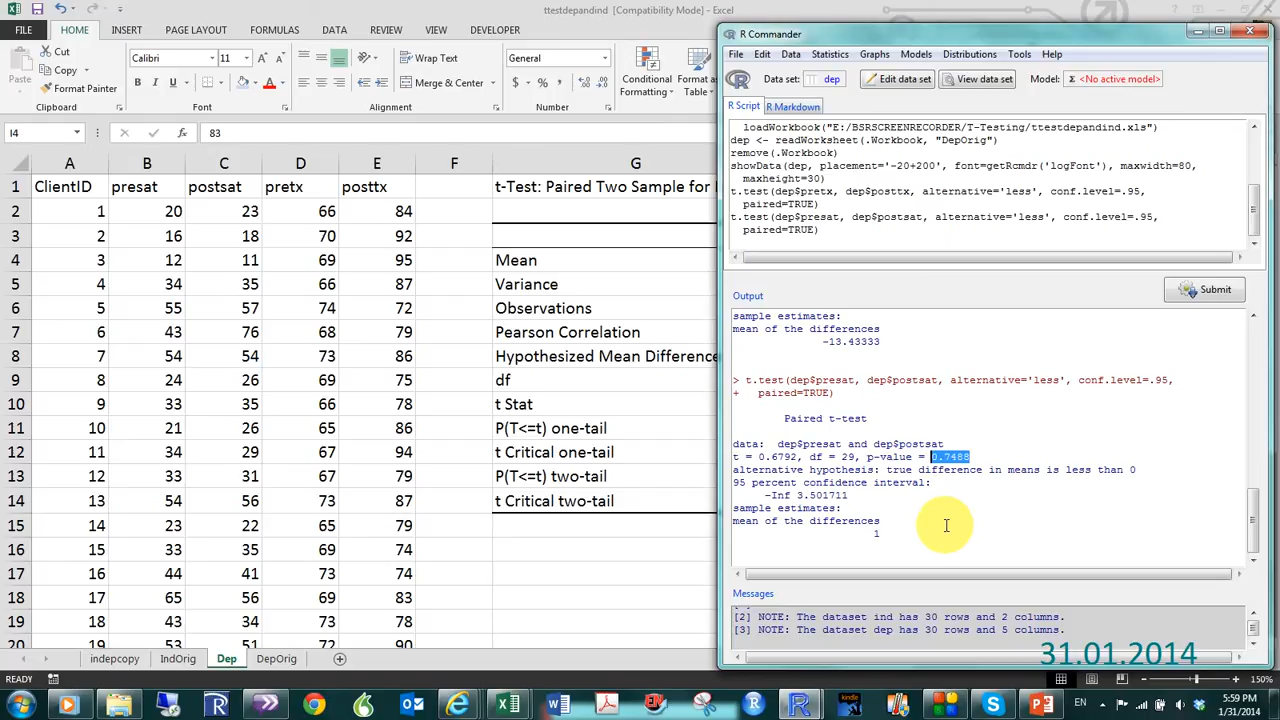 ttestdepandind [Compatibility Mode] - Excel
FILE HOME INSERT PAGE LAYOUT FORMULAS DATA REVIEW VIEW DEVELOPER
Cut
Copy
Format Painter
Paste
Clipboard
Calibri 11
B I U
Font
Wrap Text
Merge & Center
Alignment
General
$ % ,
Number
Conditional Formatting
Format as Table
I4 fx 83
A B C D E F G
1 ClientID presat postsat pretx posttx t-Test: Paired Two Sample for
2 1 20 23 66 84
3 2 16 18 70 92
4 3 12 11 69 95 Mean
5 4 34 35 66 87 Variance
6 5 55 57 74 72 Observations
7 6 43 76 68 79 Pearson Correlation
8 7 54 54 73 86 Hypothesized Mean Difference
9 8 24 26 69 75 df
10 9 33 35 66 78 t Stat
11 10 21 26 65 86 P(T<=t) one-tail
12 11 43 29 66 92 t Critical one-tail
13 12 33 35 67 86 P(T<=t) two-tail
14 13 54 56 68 74 t Critical two-tail
15 14 23 22 65 79
16 15 33 34 69 74
17 16 44 41 73 74
18 17 65 56 69 83
19 18 43 34 73 78
20 19 53 51 72 90
indepcopy IndOrig Dep DepOrig
READY
R Commander
File Edit Data Statistics Graphs Models Distributions Tools Help
Data set: dep Edit data set View data set Model: Σ <No active model>
R Script R Markdown
loadWorkbook("E:/BSRSCREENRECORDER/T-Testing/ttestdepandind.xls")
dep <- readWorksheet(.Workbook, "DepOrig")
remove(.Workbook)
showData(dep, placement='-20+200', font=getRcmdr('logFont'), maxwidth=80,
maxheight=30)
t.test(dep$pretx, dep$posttx, alternative='less', conf.level=.95,
paired=TRUE)
t.test(dep$presat, dep$postsat, alternative='less', conf.level=.95,
paired=TRUE)
Output
Submit
sample estimates:
mean of the differences
-13.43333
> t.test(dep$presat, dep$postsat, alternative='less', conf.level=.95,
+ paired=TRUE)
Paired t-test
data: dep$presat and dep$postsat
t = 0.6792, df = 29, p-value = 0.7488
alternative hypothesis: true difference in means is less than 0
95 percent confidence interval:
-Inf 3.501711
sample estimates:
mean of the differences
1
Messages
[2] NOTE: The dataset ind has 30 rows and 2 columns.
[3] NOTE: The dataset dep has 30 rows and 5 columns.
31.01.2014
150%
EN
5:59 PM
1/31/2014